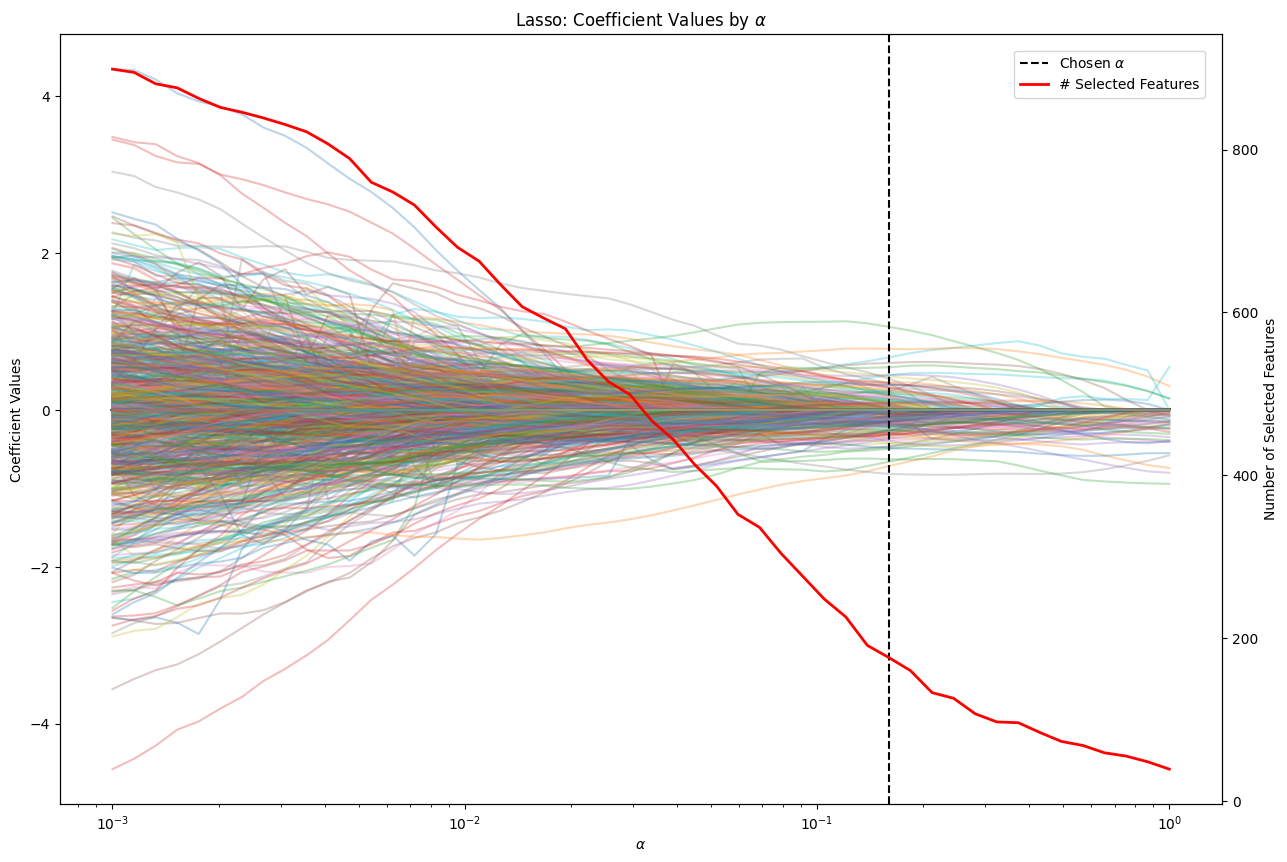 Lasso: Coefficient Values by α
Chosen α
# Selected Features
4
2
0
−2
−4
Coefficient Values
800
600
400
200
0
Number of Selected Features
10⁻³
10⁻²
10⁻¹
10⁰
α